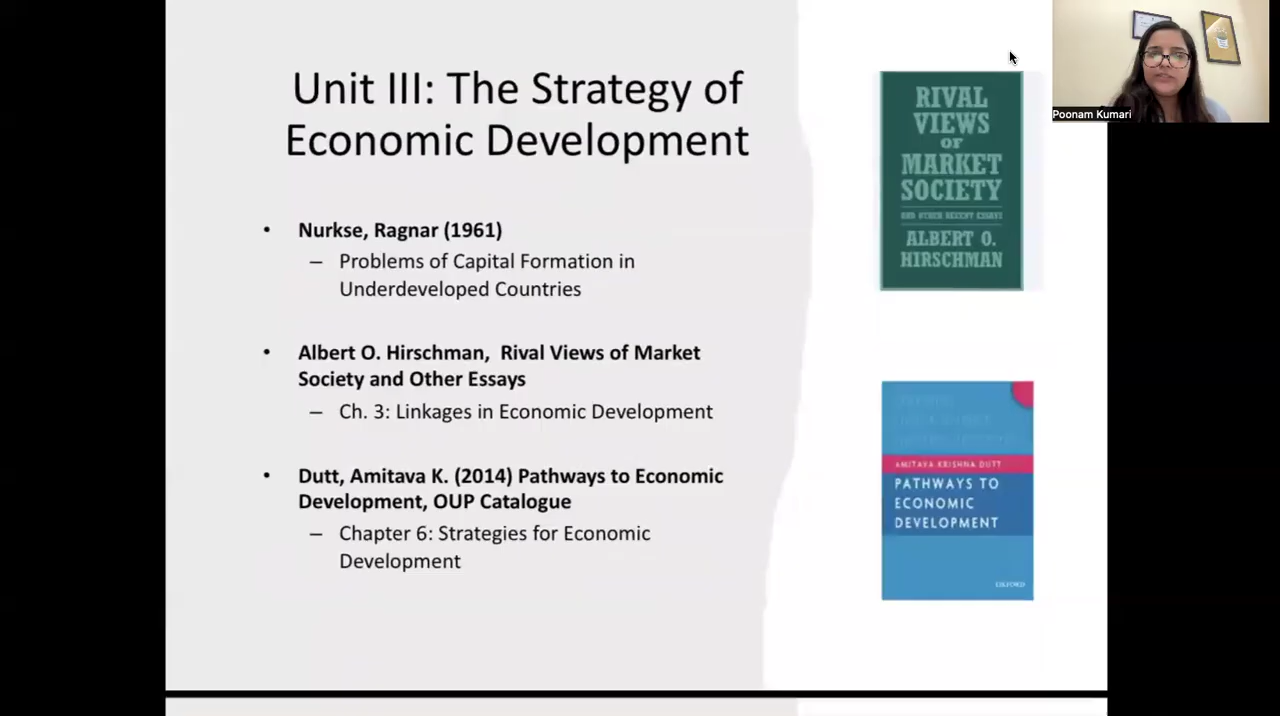 Unit III: The Strategy of
Economic Development
• Nurkse, Ragnar (1961)
– Problems of Capital Formation in
Underdeveloped Countries
• Albert O. Hirschman, Rival Views of Market
Society and Other Essays
– Ch. 3: Linkages in Economic Development
• Dutt, Amitava K. (2014) Pathways to Economic
Development, OUP Catalogue
– Chapter 6: Strategies for Economic
Development
RIVAL
VIEWS
OF
MARKET
SOCIETY
AND OTHER RECENT ESSAYS
ALBERT O.
HIRSCHMAN
Poonam Kumari
AMITAVA KRISHNA DUTT
PATHWAYS TO
ECONOMIC
DEVELOPMENT
OXFORD